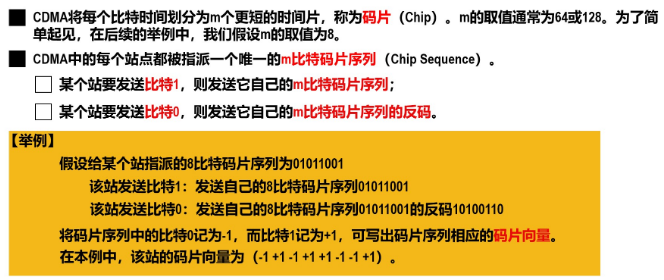 CDMA将每个比特时间划分为m个更短的时间片，称为码片（Chip）。m的取值通常为64或128。为了简
单起见，在后续的举例中，我们假设m的取值为8。
CDMA中的每个站点都被指派一个唯一的m比特码片序列（Chip Sequence）。
某个站要发送比特1，则发送它自己的m比特码片序列；
某个站要发送比特0，则发送它自己的m比特码片序列的反码。
【举例】
假设给某个站指派的8比特码片序列为01011001
该站发送比特1：发送自己的8比特码片序列01011001
该站发送比特0：发送自己的8比特码片序列01011001的反码10100110
将码片序列中的比特0记为-1，而比特1记为+1，可写出码片序列相应的码片向量。
在本例中，该站的码片向量为（-1 +1 -1 +1 +1 -1 -1 +1）。